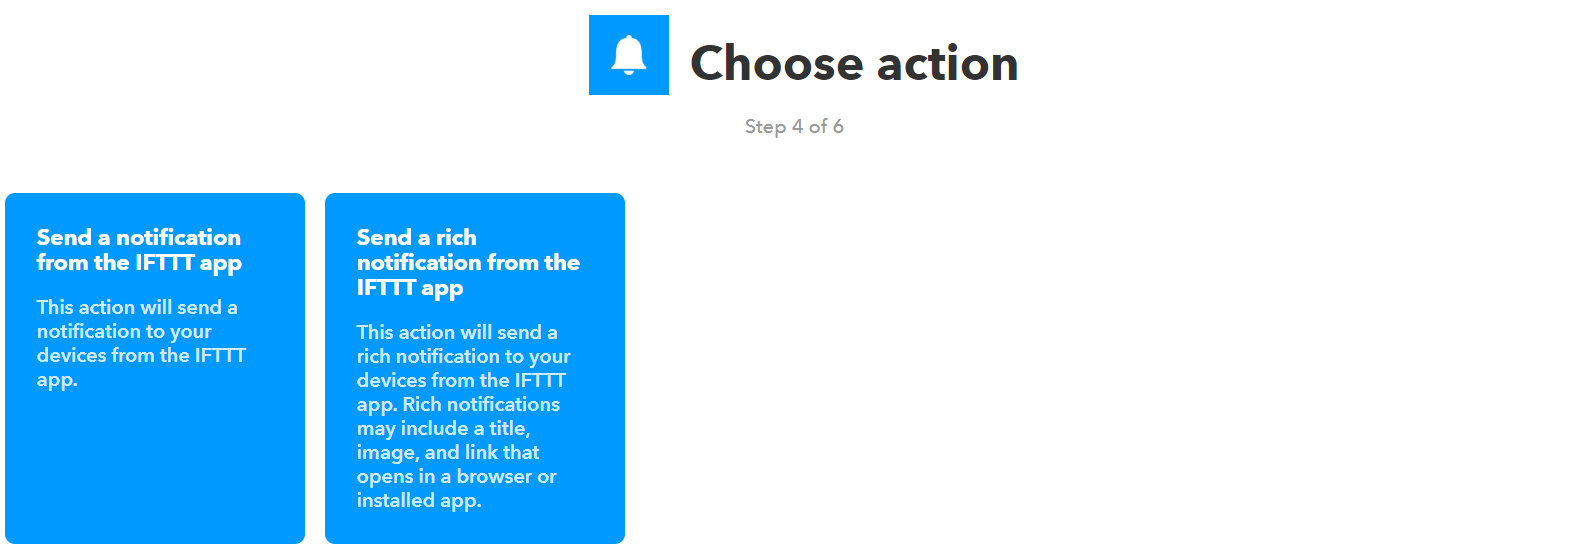 Choose action
Step 4 of 6
Send a notification
from the IFTTT app
This action will send a
notification to your
devices from the IFTTT
app.
Send a rich
notification from the
IFTTT app
This action will send a
rich notification to your
devices from the IFTTT
app. Rich notifications
may include a title,
image, and link that
opens in a browser or
installed app.